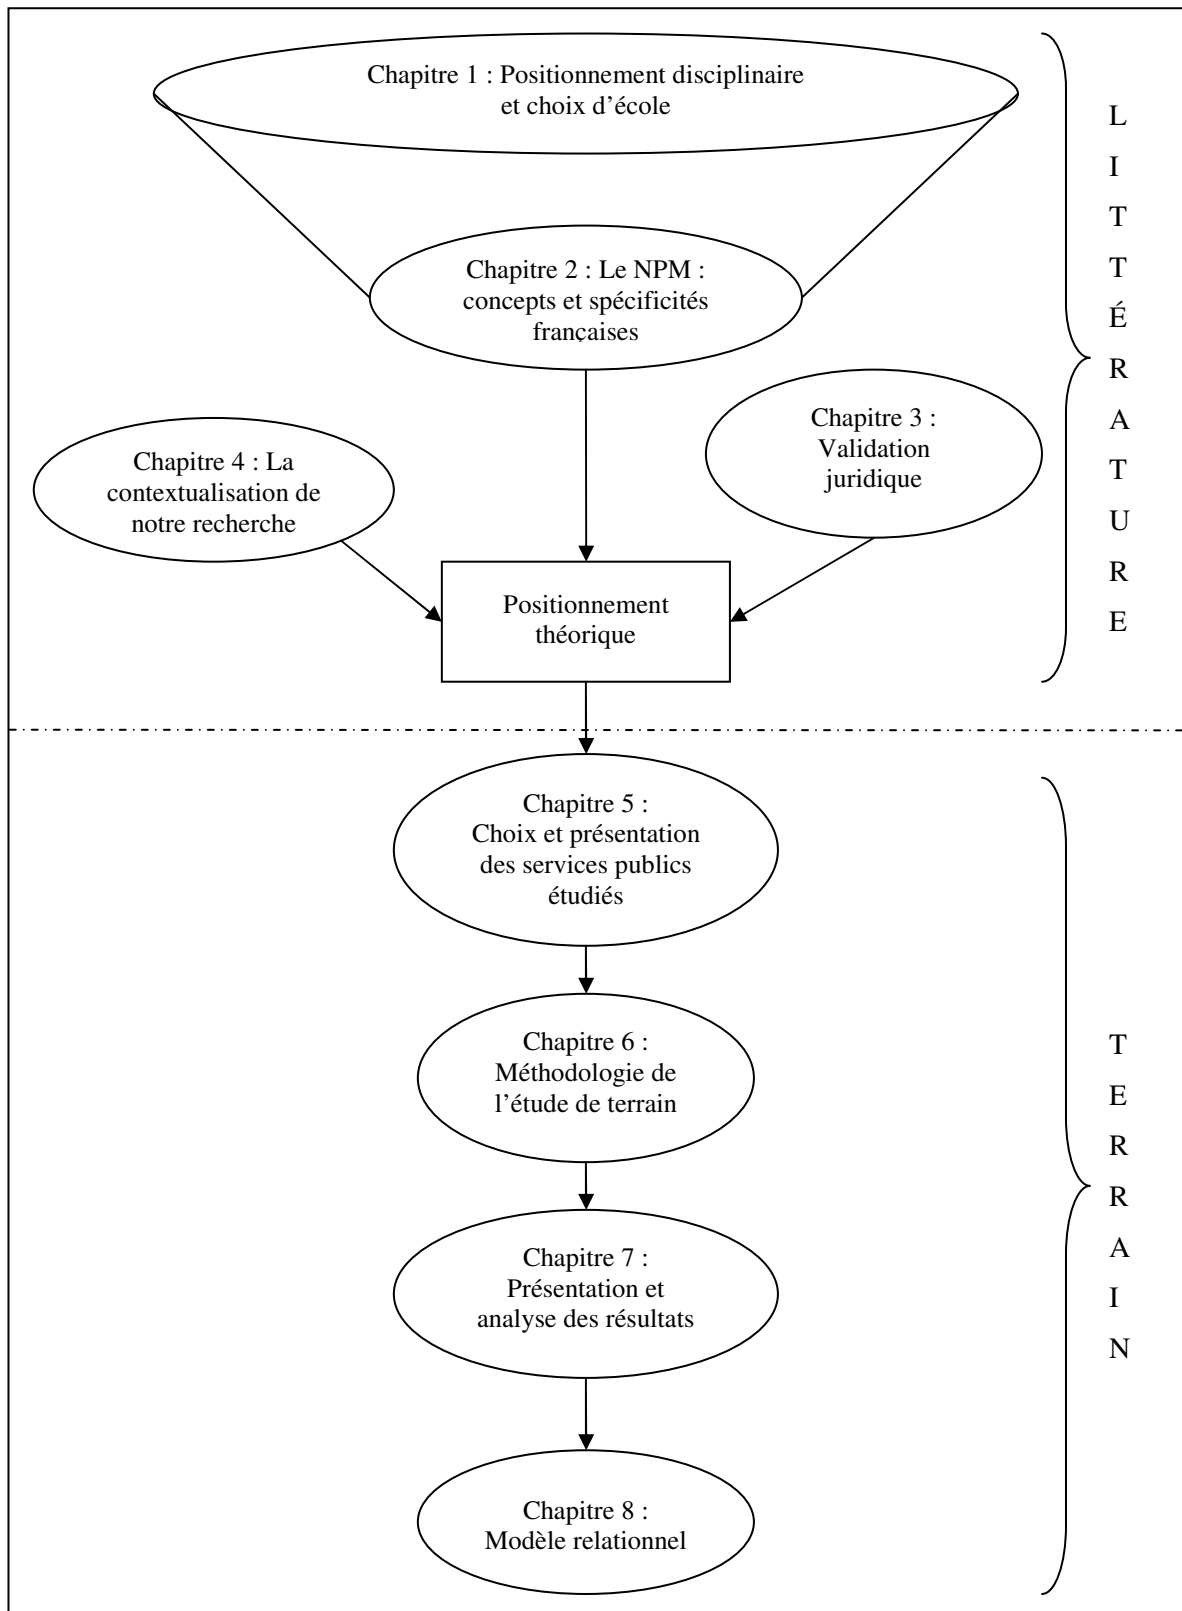 Chapitre 1 : Positionnement disciplinaire
et choix d’école
Chapitre 2 : Le NPM :
concepts et spécificités
françaises
Chapitre 3 :
Validation
juridique
Chapitre 4 : La
contextualisation de
notre recherche
Positionnement
théorique
L
I
T
T
É
R
A
T
U
R
E
Chapitre 5 :
Choix et présentation
des services publics
étudiés
Chapitre 6 :
Méthodologie de
l’étude de terrain
Chapitre 7 :
Présentation et
analyse des résultats
Chapitre 8 :
Modèle relationnel
T
E
R
R
A
I
N